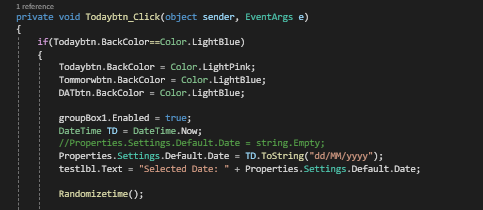 1 reference
private void Todaybtn_Click(object sender, EventArgs e)
{
if(Todaybtn.BackColor==Color.LightBlue)
{
Todaybtn.BackColor = Color.LightPink;
Tommorwbtn.BackColor = Color.LightBlue;
DATbtn.BackColor = Color.LightBlue;
groupBox1.Enabled = true;
DateTime TD = DateTime.Now;
//Properties.Settings.Default.Date = string.Empty;
Properties.Settings.Default.Date = TD.ToString("dd/MM/yyyy");
testlbl.Text = "Selected Date: " + Properties.Settings.Default.Date;
Randomizetime();